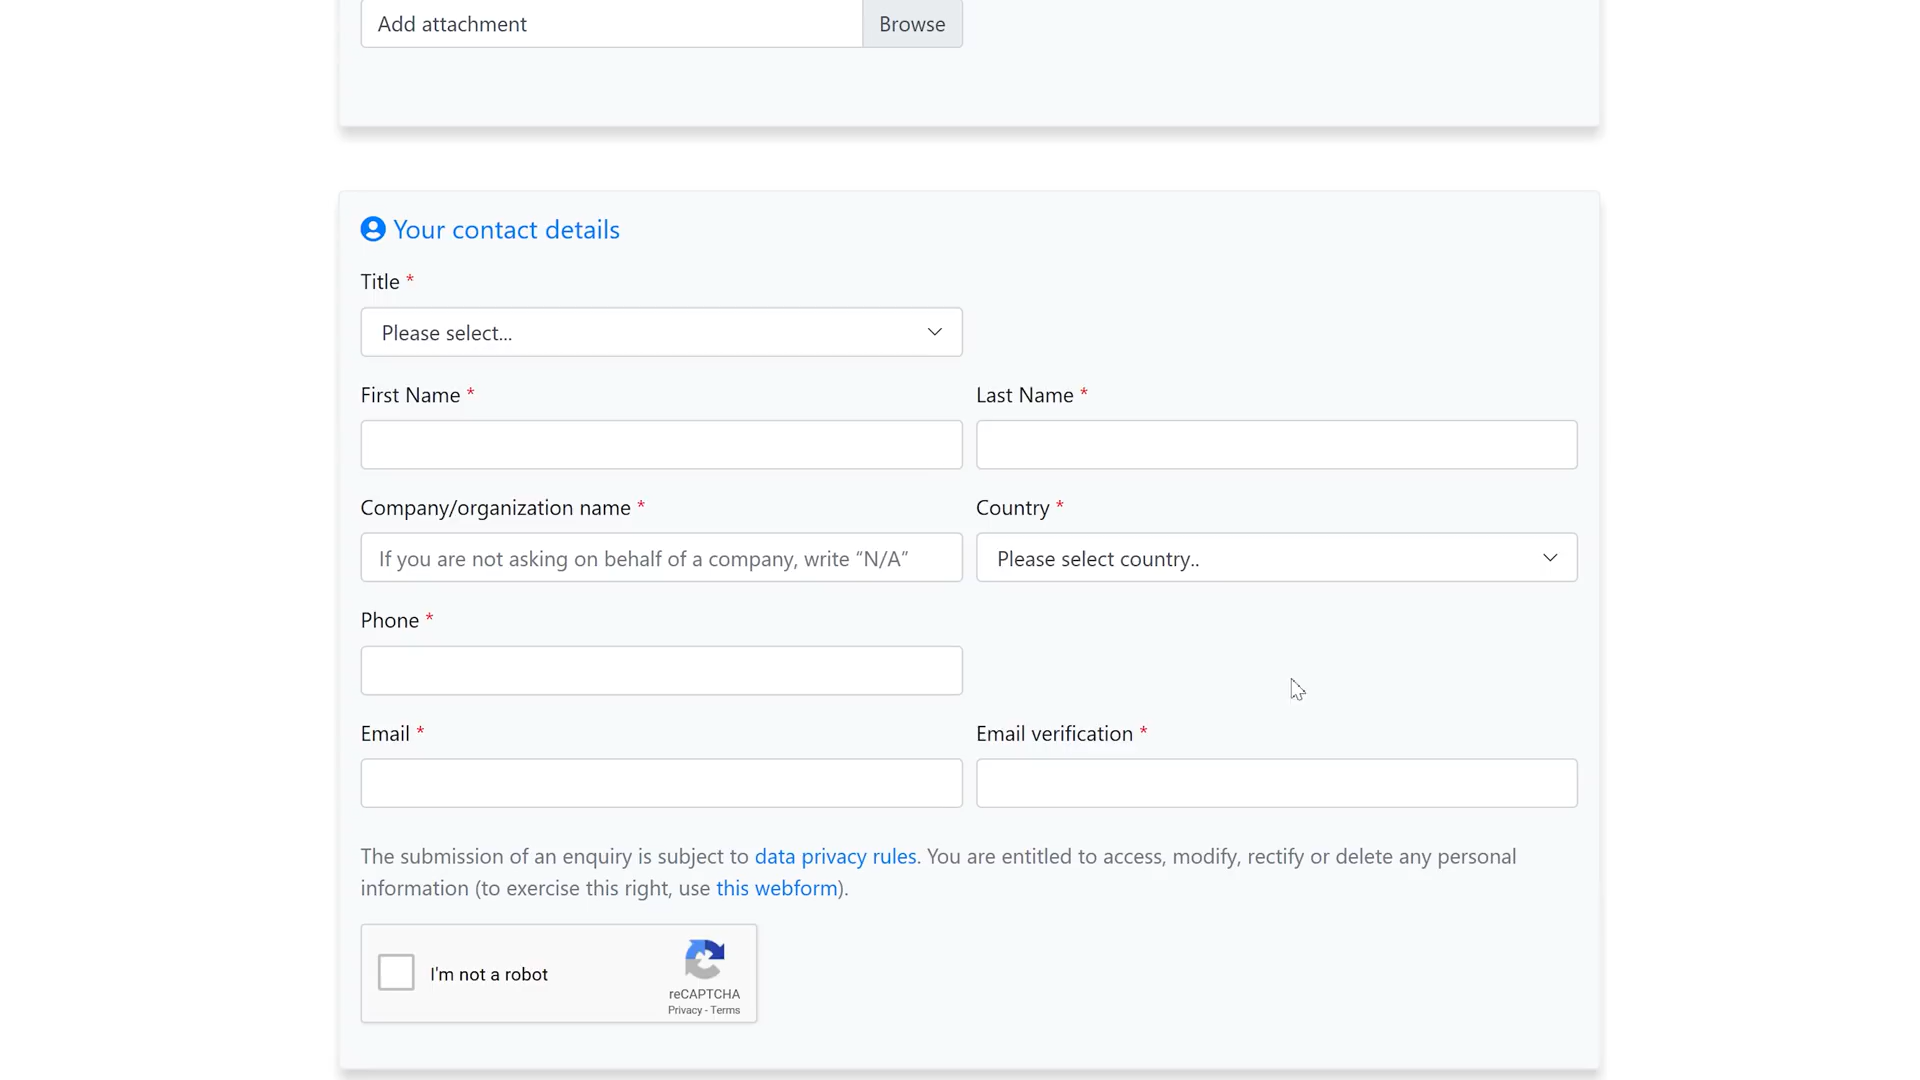 Add attachment Browse
Your contact details
Title *
Please select...
First Name * Last Name *
Company/organization name * Country *
If you are not asking on behalf of a company, write “N/A” Please select country..
Phone *
Email * Email verification *
The submission of an enquiry is subject to data privacy rules. You are entitled to access, modify, rectify or delete any personal
information (to exercise this right, use this webform).
I'm not a robot
reCAPTCHA
Privacy - Terms